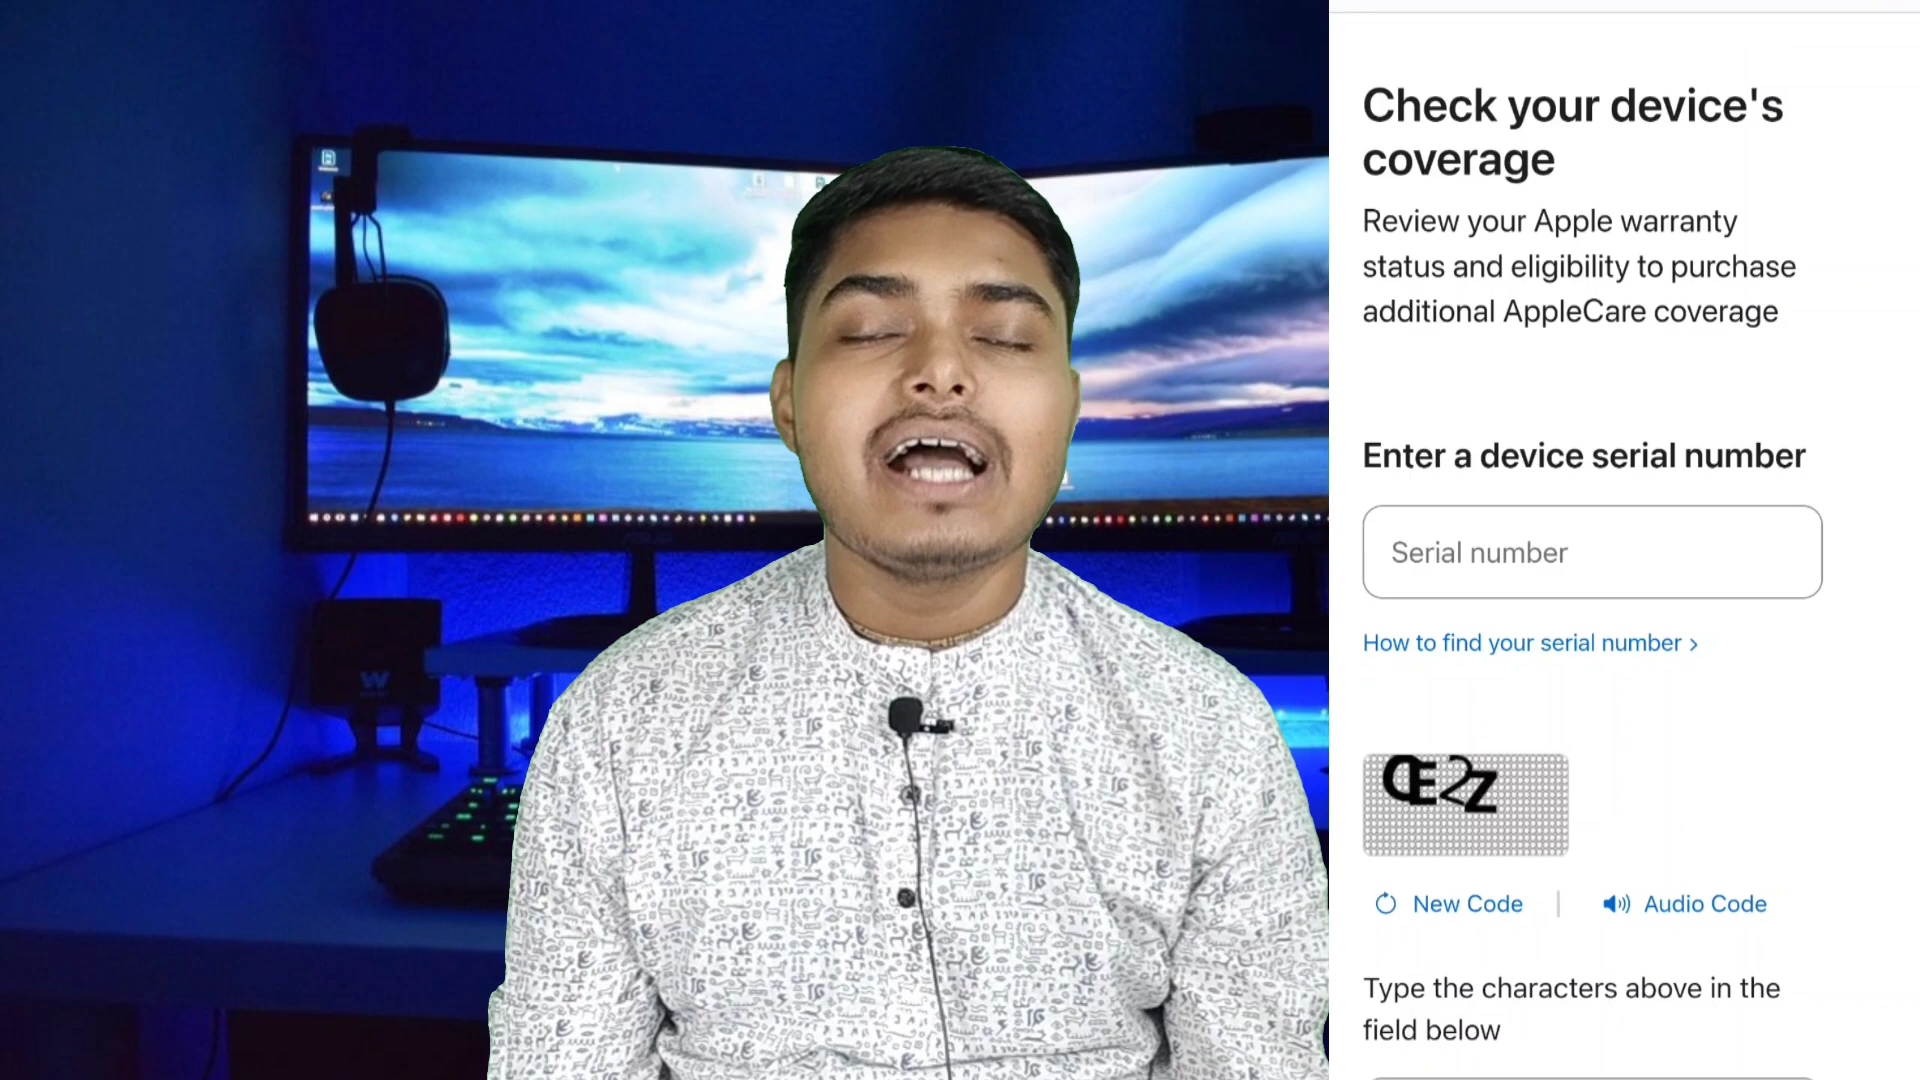 Check your device's
coverage
Review your Apple warranty
status and eligibility to purchase
additional AppleCare coverage
Enter a device serial number
Serial number
How to find your serial number >
New Code
Audio Code
Type the characters above in the
field below